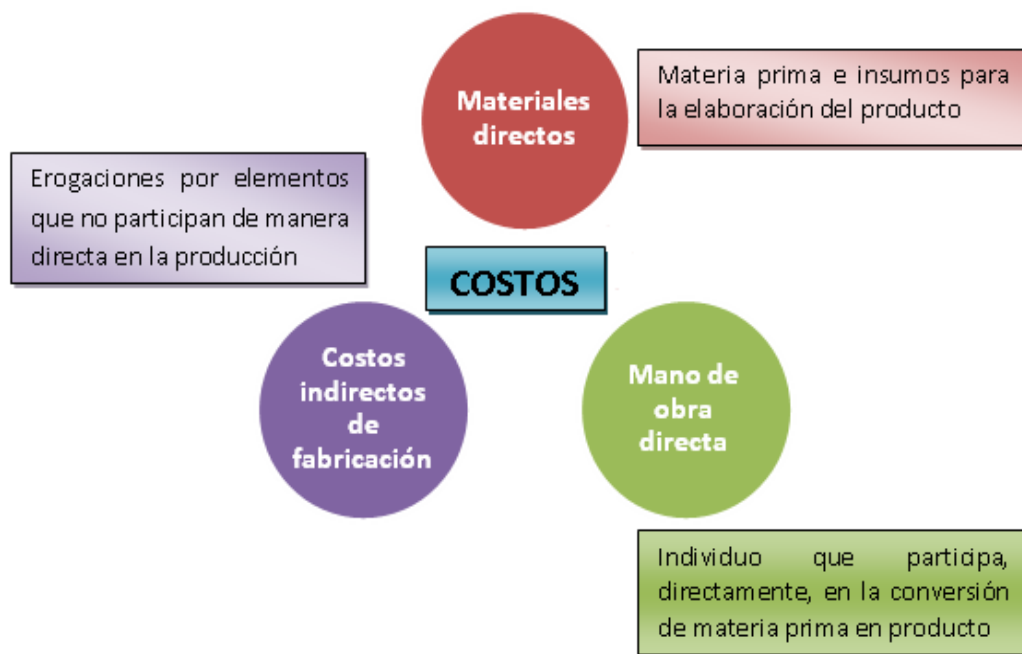 Materiales
directos
Materia prima e insumos para
la elaboración del producto
Erogaciones por elementos
que no participan de manera
directa en la producción
COSTOS
Costos
indirectos
de
fabricación
Mano de
obra
directa
Individuo que participa,
directamente, en la conversión
de materia prima en producto